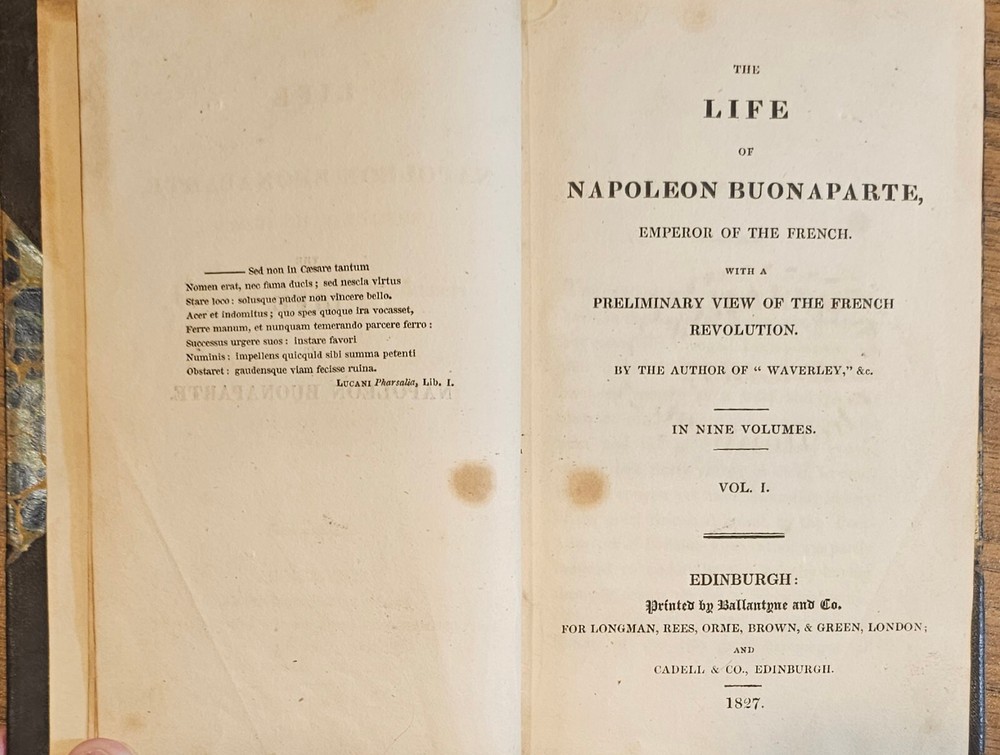 ——— Sed non in Cæsare tantum
Nomen erat, nec fama ducis; sed nescia virtus
Stare loco: solusque pudor non vincere bello.
Acer et indomitus; quo spes quoque ira vocasset,
Ferre manum, et nunquam temerando parcere ferro:
Successus urgere suos: instare favori
Numinis: impellens quicquid sibi summa petenti
Obstaret: gaudensque viam fecisse ruina.
LUCANI Pharsalia, Lib. I.
THE
LIFE
OF
NAPOLEON BUONAPARTE,
EMPEROR OF THE FRENCH.
WITH A
PRELIMINARY VIEW OF THE FRENCH
REVOLUTION.
BY THE AUTHOR OF “ WAVERLEY,” &c.
IN NINE VOLUMES.
VOL. I.
EDINBURGH:
Printed by Ballantyne and Co.
FOR LONGMAN, REES, ORME, BROWN, & GREEN, LONDON;
AND
CADELL & CO., EDINBURGH.
1827.